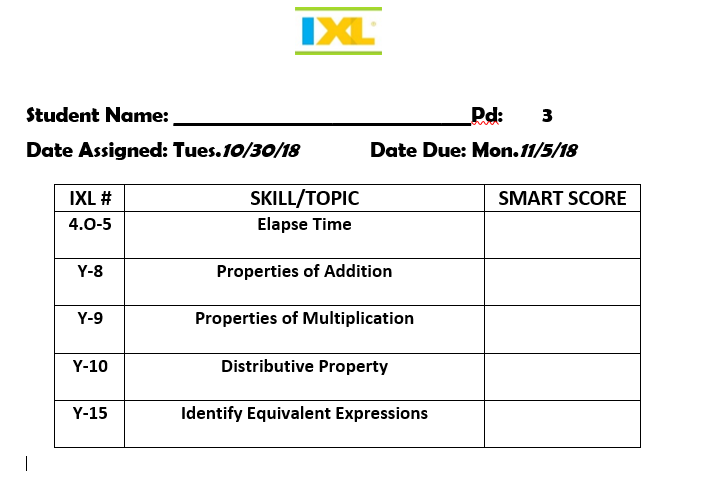 IXL
Student Name: ______________________________Pd: 3
Date Assigned: Tues.10/30/18 Date Due: Mon.11/5/18
IXL # SKILL/TOPIC SMART SCORE
4.O-5 Elapse Time
Y-8 Properties of Addition
Y-9 Properties of Multiplication
Y-10 Distributive Property
Y-15 Identify Equivalent Expressions